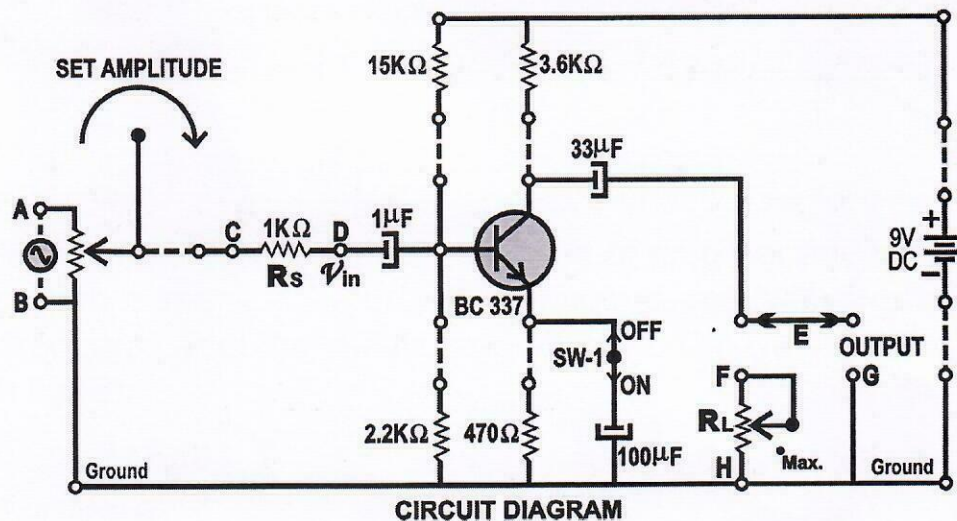 SET AMPLITUDE
15KΩ
3.6KΩ
33µF
A
B
C
1KΩ
RS
D
Vin
1µF
BC 337
+
9V
DC
−
OFF
SW-1
ON
E
OUTPUT
F
G
RL
Max.
H
2.2KΩ
470Ω
100µF
Ground
Ground
CIRCUIT DIAGRAM